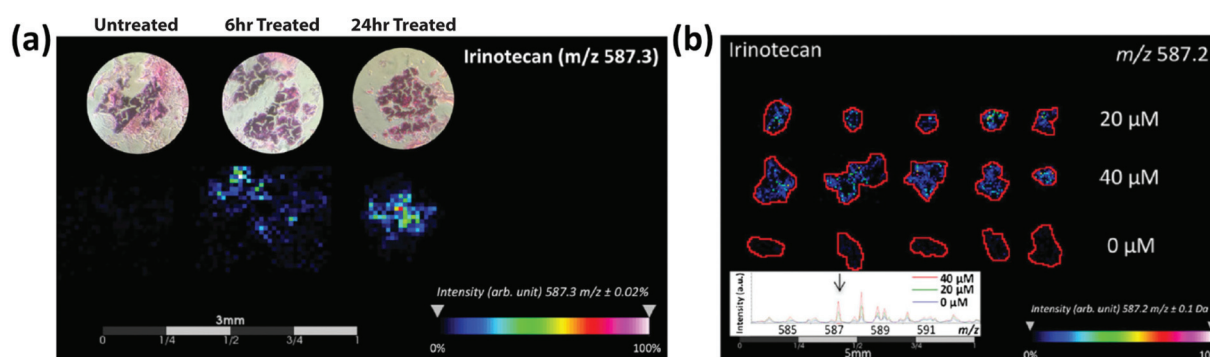 (a)
Untreated 6hr Treated 24hr Treated
Irinotecan (m/z 587.3)
Intensity (arb. unit) 587.3 m/z ± 0.02%
3mm
0 1/4 1/2 3/4 1
0% 100%
(b)
Irinotecan m/z 587.2
20 µM
40 µM
0 µM
Intensity (a.u.)
40 µM
20 µM
0 µM
585 587 589 591 m/z
Intensity (arb. unit) 587.2 m/z ± 0.1 Da
0 1/4 1/2 3/4 1
5mm
0%